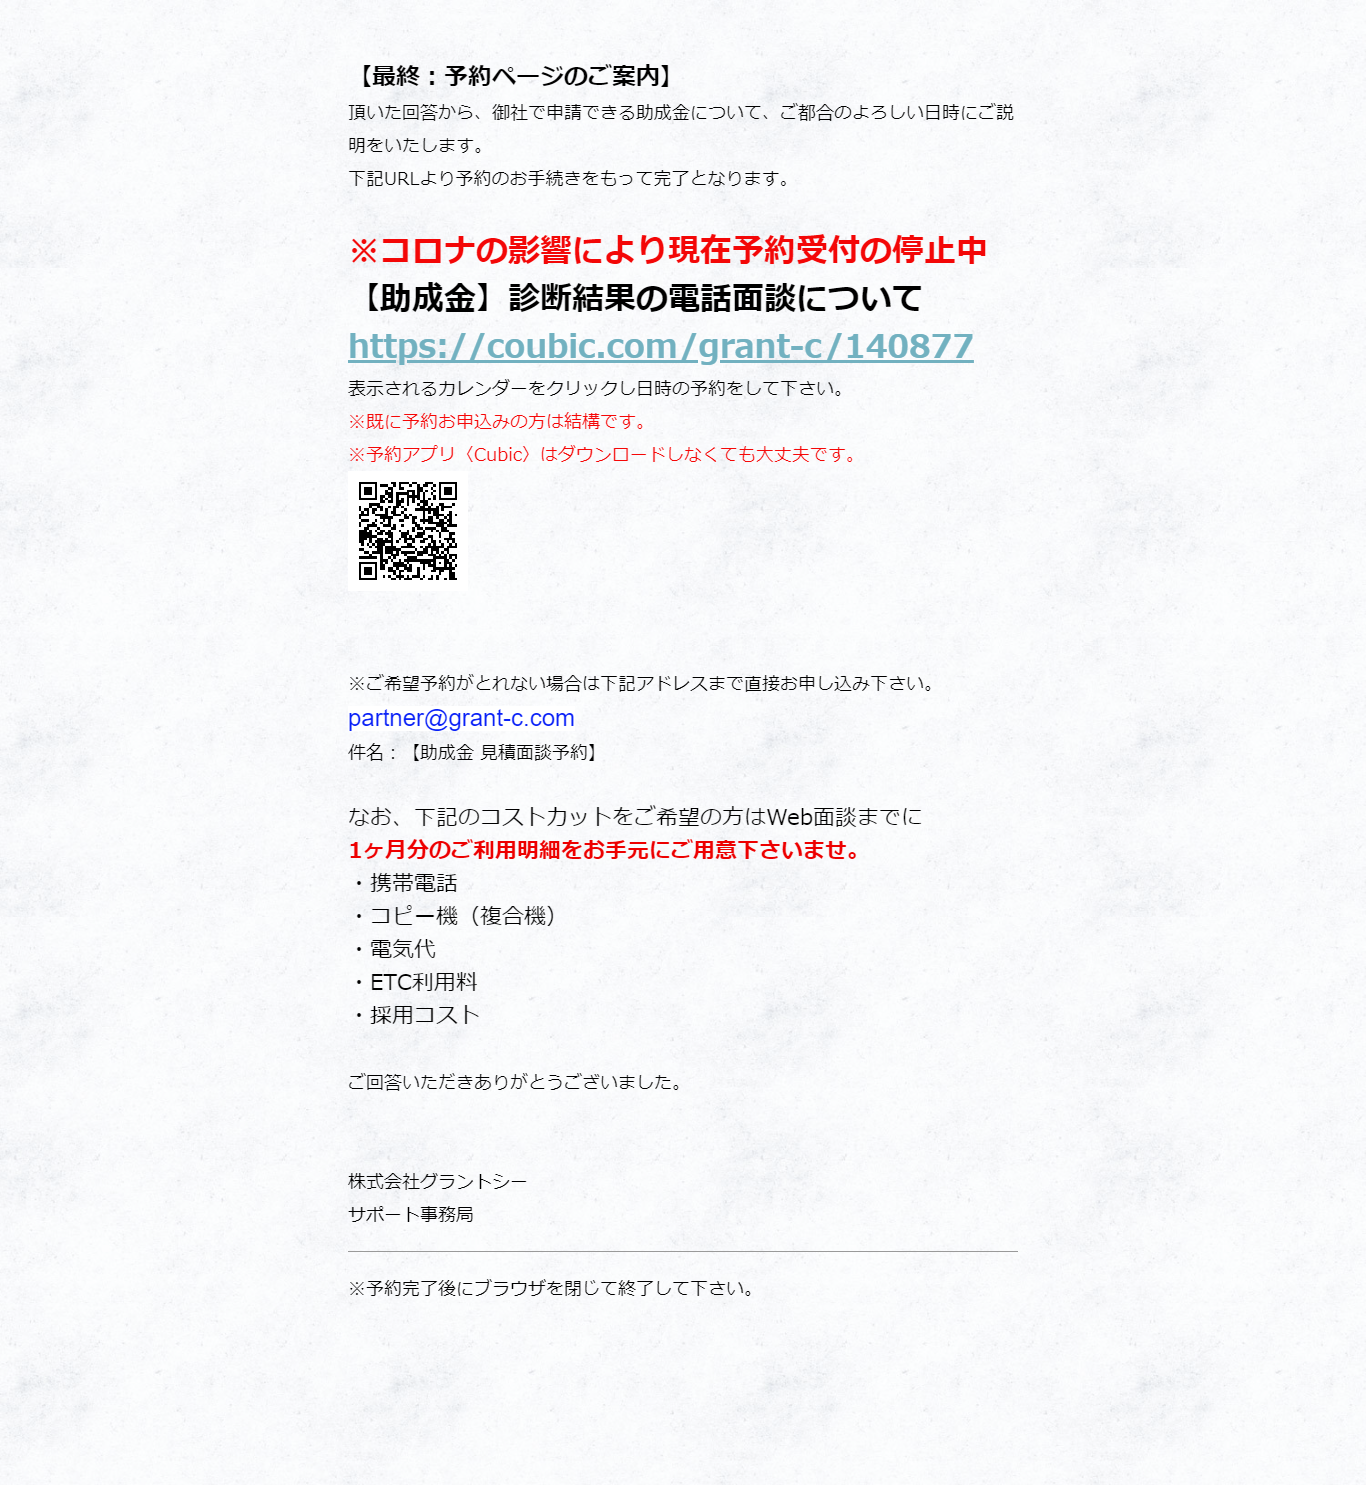 【最終：予約ページのご案内】
頂いた回答から、御社で申請できる助成金について、ご都合のよろしい日時にご説
明をいたします。
下記URLより予約のお手続きをもって完了となります。
※コロナの影響により現在予約受付の停止中
【助成金】診断結果の電話面談について
https://coubic.com/grant-c/140877
表示されるカレンダーをクリックし日時の予約をして下さい。
※既に予約お申込みの方は結構です。
※予約アプリ〈Cubic〉はダウンロードしなくても大丈夫です。
※ご希望予約がとれない場合は下記アドレスまで直接お申し込み下さい。
partner@grant-c.com
件名：【助成金 見積面談予約】
なお、下記のコストカットをご希望の方はWeb面談までに
1ヶ月分のご利用明細をお手元にご用意下さいませ。
・携帯電話
・コピー機（複合機）
・電気代
・ETC利用料
・採用コスト
ご回答いただきありがとうございました。
株式会社グラントシー
サポート事務局
※予約完了後にブラウザを閉じて終了して下さい。